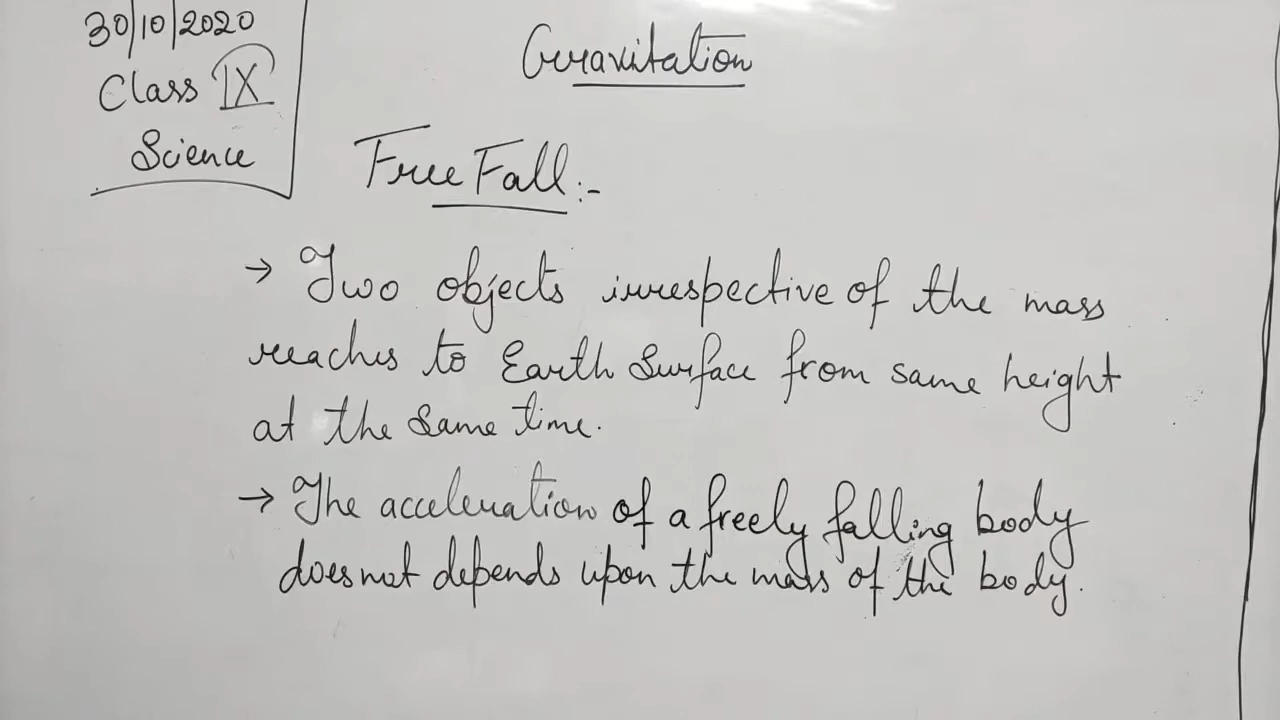 30/10/2020
Class IX
Science
Gravitation
Free Fall :-
→ Two objects irrespective of the mass
reaches to Earth Surface from same height
at the same time.
→ The acceleration of a freely falling body
does not depends upon the mass of the body.